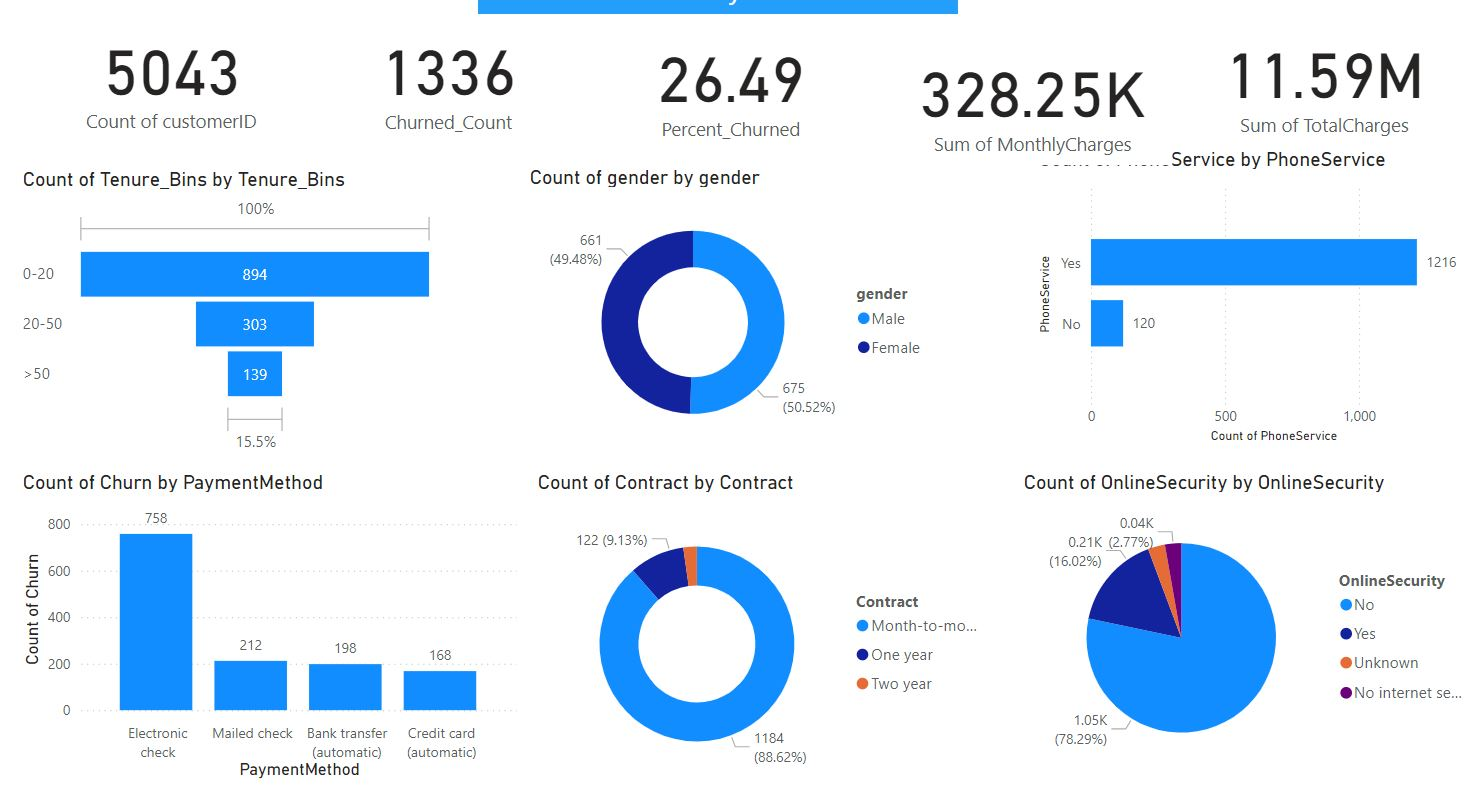 5043
Count of customerID
1336
Churned_Count
26.49
Percent_Churned
328.25K
Sum of MonthlyCharges
11.59M
Sum of TotalCharges
Count of Tenure_Bins by Tenure_Bins
100%
0-20
894
20-50
303
>50
139
15.5%
Count of gender by gender
661
(49.48%)
675
(50.52%)
gender
Male
Female
Service by PhoneService
PhoneService
Yes
1216
No
120
0
500
1,000
Count of PhoneService
Count of Churn by PaymentMethod
Count of Churn
800
600
400
200
0
758
212
198
168
Electronic
check
Mailed check
Bank transfer
(automatic)
Credit card
(automatic)
PaymentMethod
Count of Contract by Contract
122 (9.13%)
1184
(88.62%)
Contract
Month-to-mo...
One year
Two year
Count of OnlineSecurity by OnlineSecurity
0.04K
(2.77%)
0.21K
(16.02%)
1.05K
(78.29%)
OnlineSecurity
No
Yes
Unknown
No internet se...